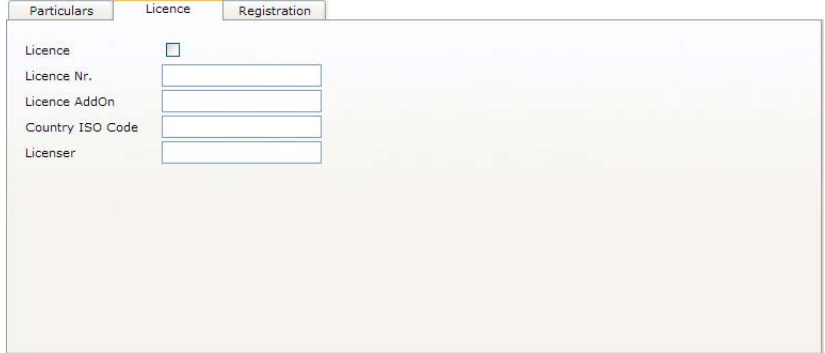 Particulars Licence Registration
Licence
Licence Nr.
Licence AddOn
Country ISO Code
Licenser